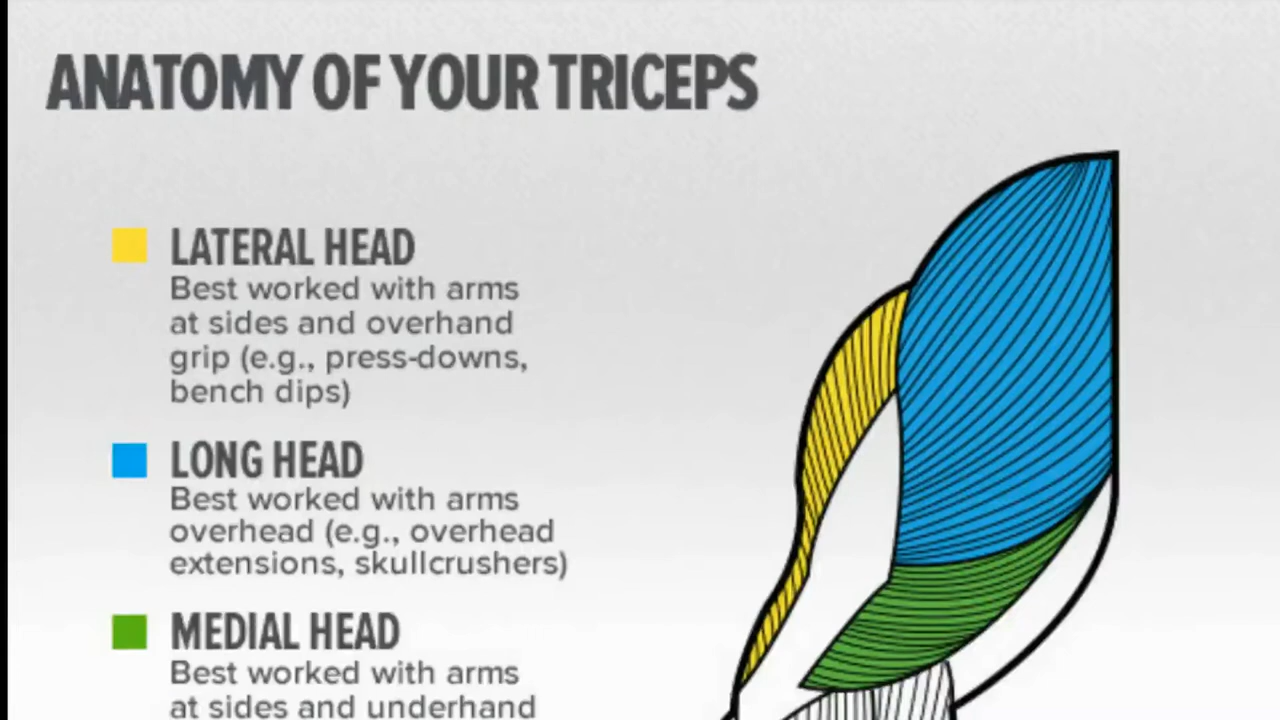 ANATOMY OF YOUR TRICEPS
LATERAL HEAD
Best worked with arms
at sides and overhand
grip (e.g., press-downs,
bench dips)
LONG HEAD
Best worked with arms
overhead (e.g., overhead
extensions, skullcrushers)
MEDIAL HEAD
Best worked with arms
at sides and underhand